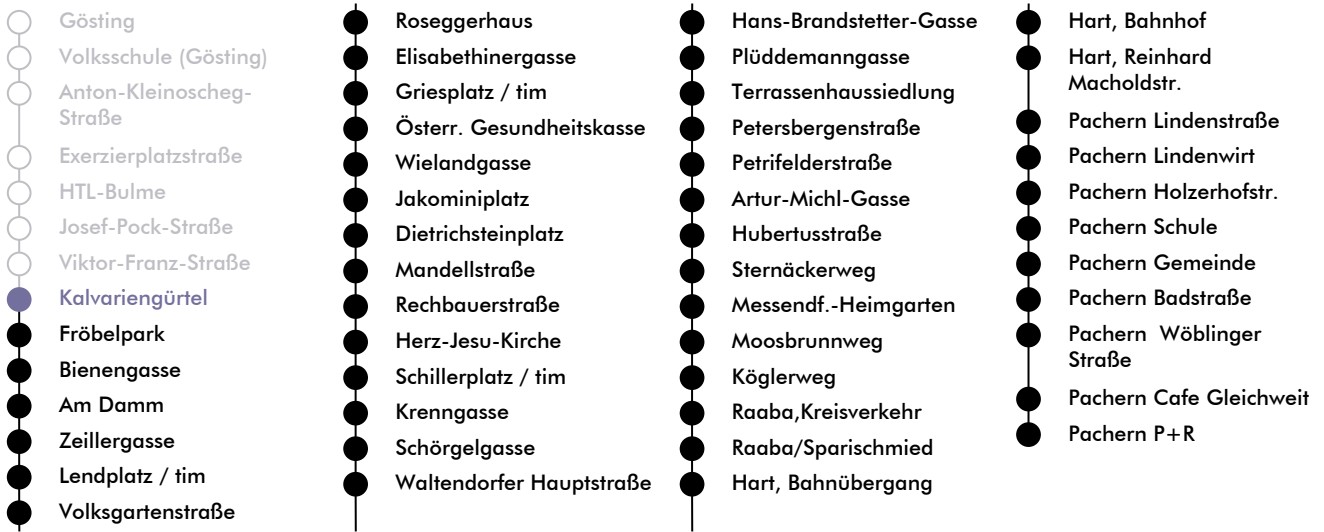 Gösting
Volksschule (Gösting)
Anton-Kleinoscheg-
Straße
Exerzierplatzstraße
HTL-Bulme
Josef-Pock-Straße
Viktor-Franz-Straße
Kalvariengürtel
Fröbelpark
Bienengasse
Am Damm
Zeillergasse
Lendplatz / tim
Volksgartenstraße
Roseggerhaus
Elisabethinergasse
Griesplatz / tim
Österr. Gesundheitskasse
Wielandgasse
Jakominiplatz
Dietrichsteinplatz
Mandellstraße
Rechbauerstraße
Herz-Jesu-Kirche
Schillerplatz / tim
Krenngasse
Schörgelgasse
Waltendorfer Hauptstraße
Hans-Brandstetter-Gasse
Plüddemanngasse
Terrassenhaussiedlung
Petersbergenstraße
Petrifelderstraße
Artur-Michl-Gasse
Hubertusstraße
Sternäckerweg
Messendf.-Heimgarten
Moosbrunnweg
Köglerweg
Raaba,Kreisverkehr
Raaba/Sparischmied
Hart, Bahnübergang
Hart, Bahnhof
Hart, Reinhard
Macholdstr.
Pachern Lindenstraße
Pachern Lindenwirt
Pachern Holzerhofstr.
Pachern Schule
Pachern Gemeinde
Pachern Badstraße
Pachern  Wöblinger
Straße
Pachern Cafe Gleichweit
Pachern P+R